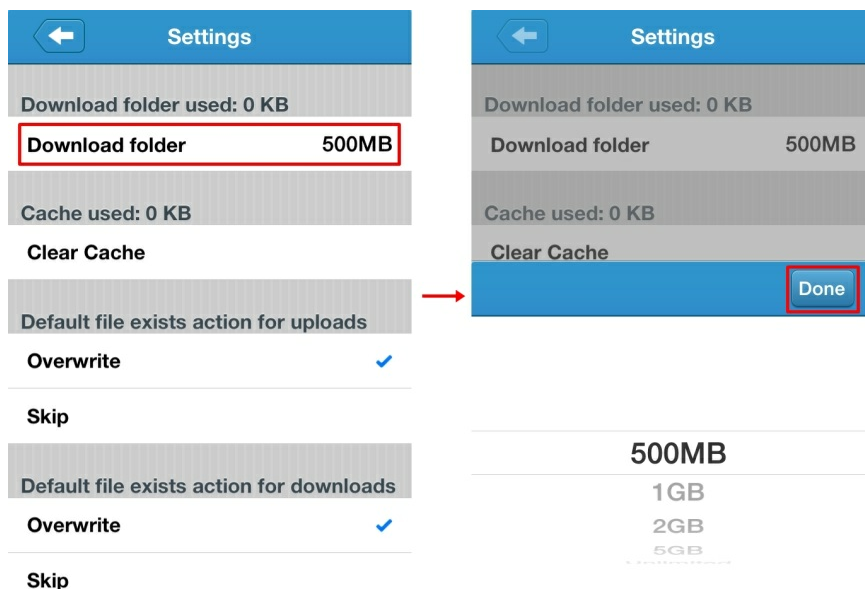 Settings
Download folder used: 0 KB
Download folder 500MB
Cache used: 0 KB
Clear Cache
Default file exists action for uploads
Overwrite
Skip
Default file exists action for downloads
Overwrite
Skip
Settings
Download folder used: 0 KB
Download folder 500MB
Cache used: 0 KB
Clear Cache
Done
500MB
1GB
2GB
5GB